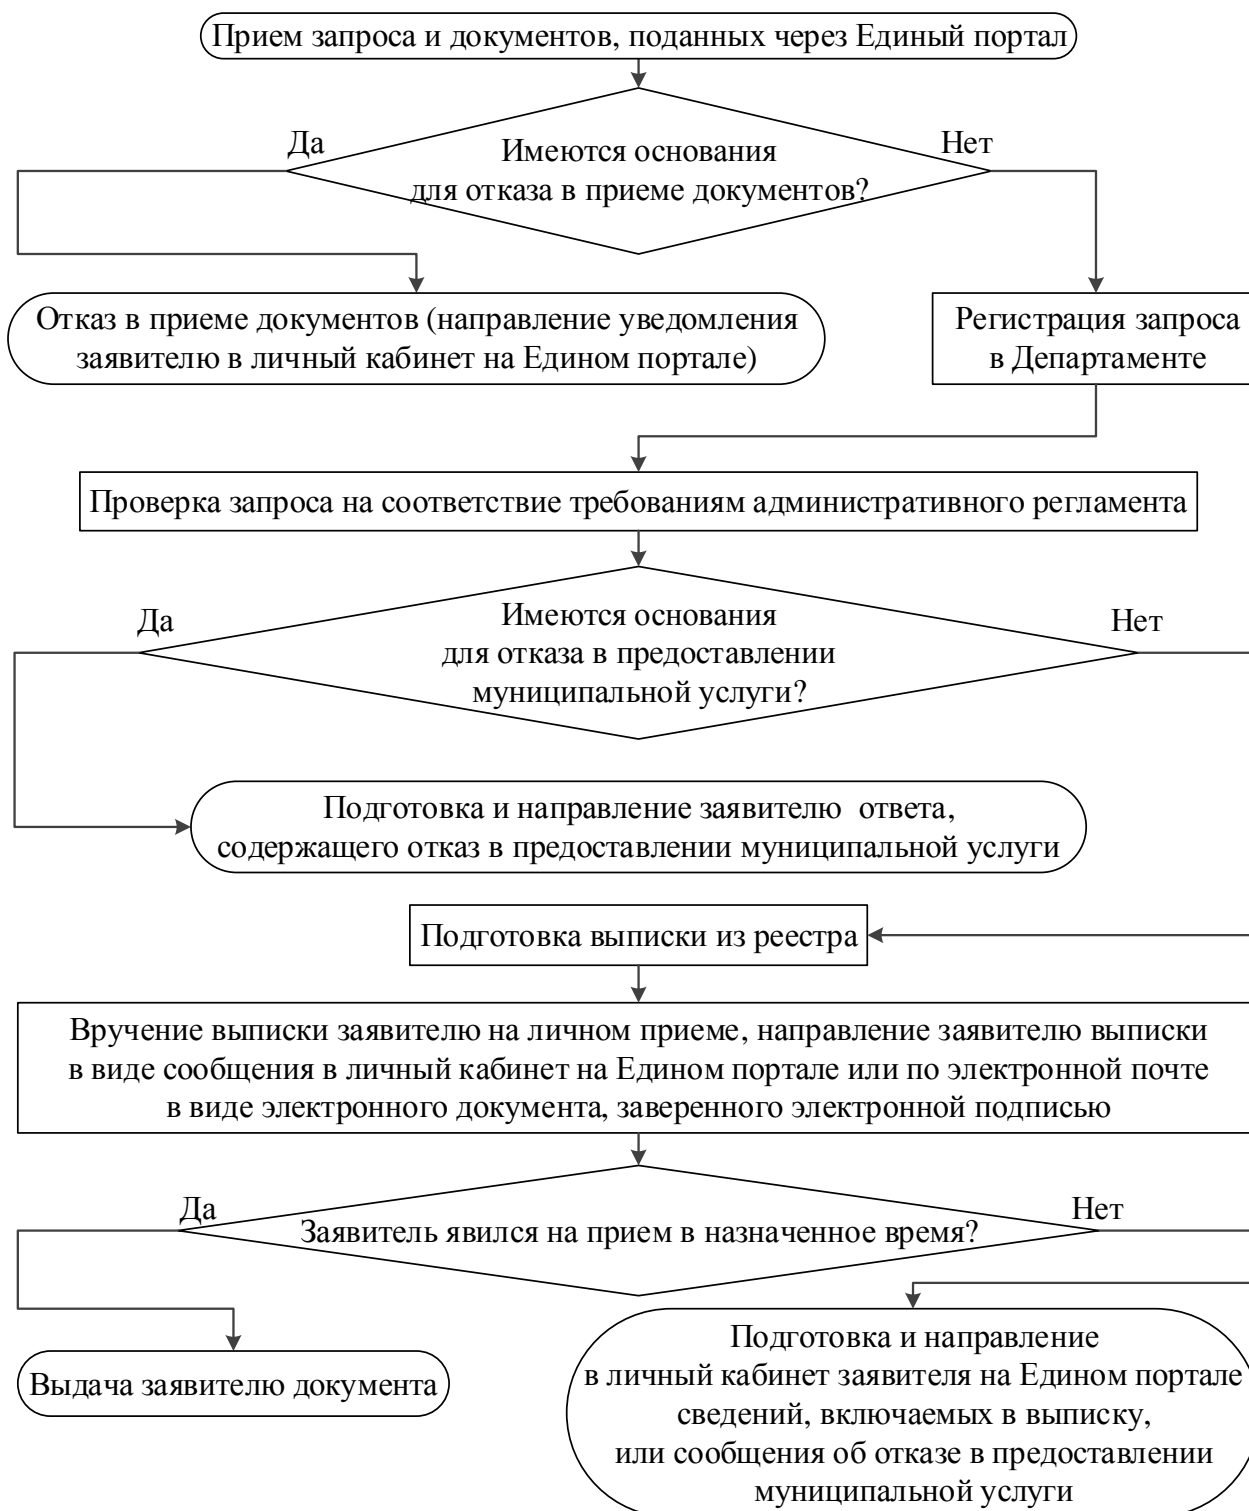 Прием запроса и документов, поданных через Единый портал
Да
Нет
Имеются основания
для отказа в приеме документов?
Отказ в приеме документов (направление уведомления
заявителю в личный кабинет на Едином портале)
Регистрация запроса
в Департаменте
Проверка запроса на соответствие требованиям административного регламента
Да
Нет
Имеются основания
для отказа в предоставлении
муниципальной услуги?
Подготовка и направление заявителю ответа,
содержащего отказ в предоставлении муниципальной услуги
Подготовка выписки из реестра
Вручение выписки заявителю на личном приеме, направление заявителю выписки
в виде сообщения в личный кабинет на Едином портале или по электронной почте
в виде электронного документа, заверенного электронной подписью
Да
Нет
Заявитель явился на прием в назначенное время?
Выдача заявителю документа
Подготовка и направление
в личный кабинет заявителя на Едином портале
сведений, включаемых в выписку,
или сообщения об отказе в предоставлении
муниципальной услуги